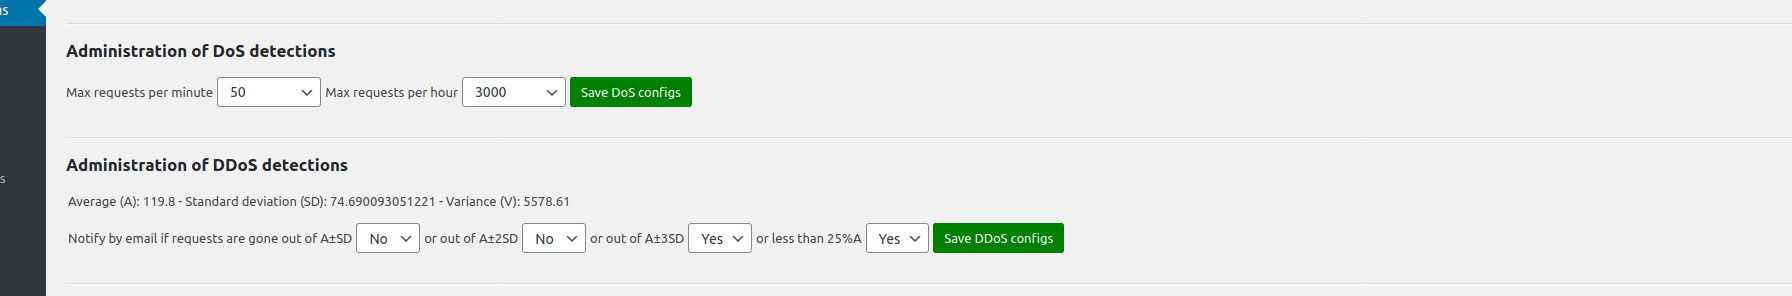 ns
Administration of DoS detections
Max requests per minute 50 Max requests per hour 3000 Save DoS configs
Administration of DDoS detections
s
Average (A): 119.8 - Standard deviation (SD): 74.690093051221 - Variance (V): 5578.61
Notify by email if requests are gone out of A±SD No or out of A±2SD No or out of A±3SD Yes or less than 25%A Yes Save DDoS configs